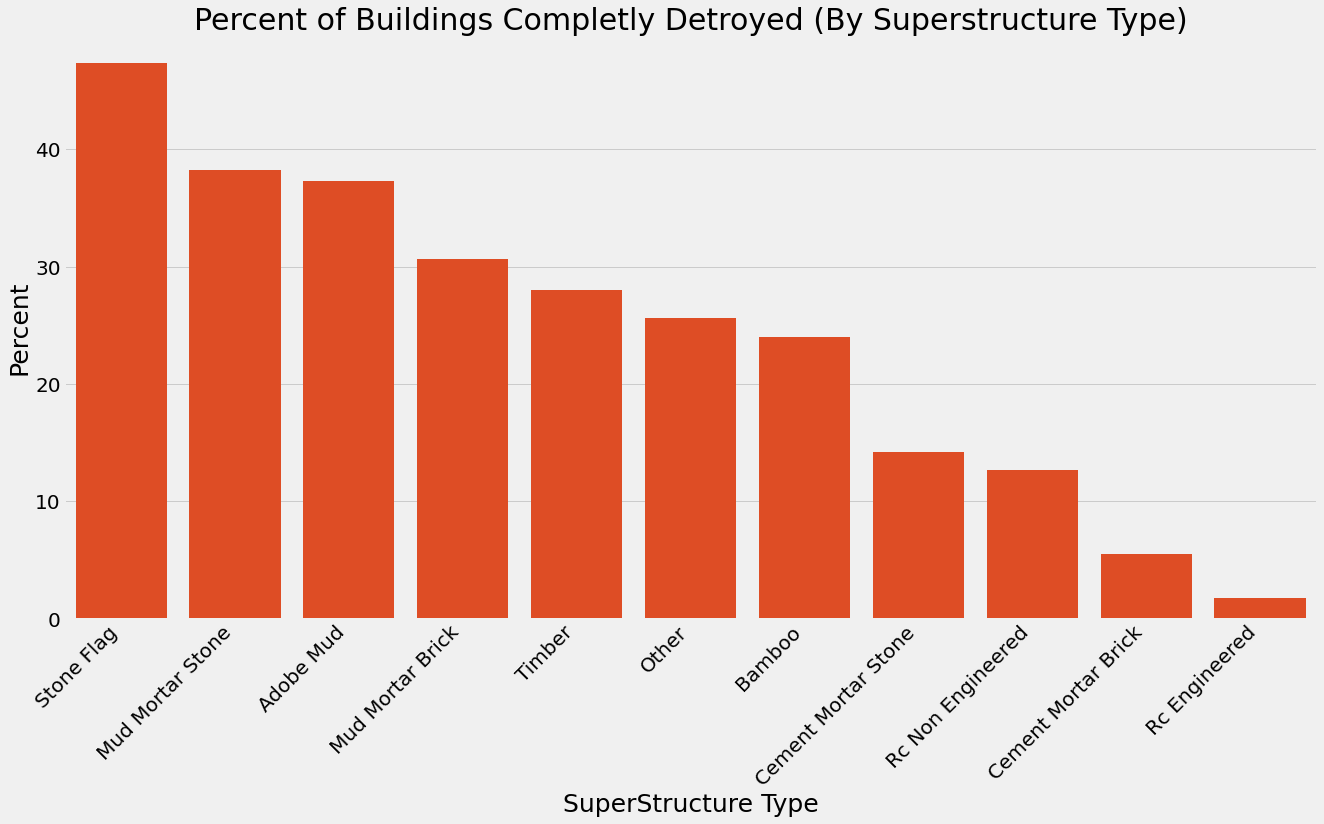 Percent of Buildings Completly Detroyed (By Superstructure Type)
Percent
40
30
20
10
0
Stone Flag
Mud Mortar Stone
Adobe Mud
Mud Mortar Brick
Timber
Other
Bamboo
Cement Mortar Stone
Rc Non Engineered
Cement Mortar Brick
Rc Engineered
SuperStructure Type